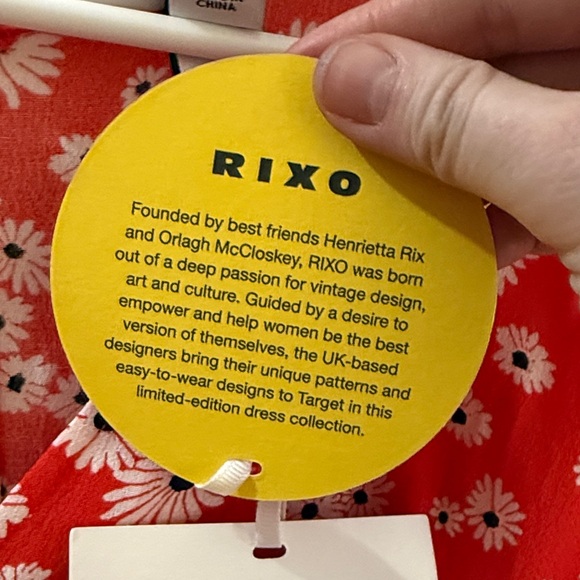 CHINA
RIXO
Founded by best friends Henrietta Rix
and Orlagh McCloskey, RIXO was born
out of a deep passion for vintage design,
art and culture. Guided by a desire to
empower and help women be the best
version of themselves, the UK-based
designers bring their unique patterns and
easy-to-wear designs to Target in this
limited-edition dress collection.